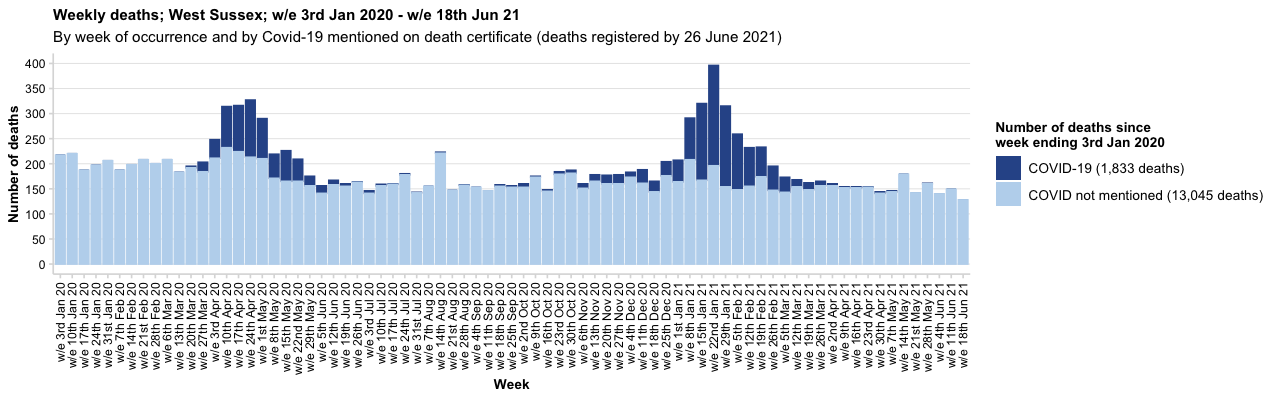 Weekly deaths; West Sussex; w/e 3rd Jan 2020 - w/e 18th Jun 21
By week of occurrence and by Covid-19 mentioned on death certificate (deaths registered by 26 June 2021)
Number of deaths
400
350
300
250
200
150
100
50
0
w/e 3rd Jan 20
w/e 10th Jan 20
w/e 17th Jan 20
w/e 24th Jan 20
w/e 31st Jan 20
w/e 7th Feb 20
w/e 14th Feb 20
w/e 21st Feb 20
w/e 28th Feb 20
w/e 6th Mar 20
w/e 13th Mar 20
w/e 20th Mar 20
w/e 27th Mar 20
w/e 3rd Apr 20
w/e 10th Apr 20
w/e 17th Apr 20
w/e 24th Apr 20
w/e 1st May 20
w/e 8th May 20
w/e 15th May 20
w/e 22nd May 20
w/e 29th May 20
w/e 5th Jun 20
w/e 12th Jun 20
w/e 19th Jun 20
w/e 26th Jun 20
w/e 3rd Jul 20
w/e 10th Jul 20
w/e 17th Jul 20
w/e 24th Jul 20
w/e 31st Jul 20
w/e 7th Aug 20
w/e 14th Aug 20
w/e 21st Aug 20
w/e 28th Aug 20
w/e 4th Sep 20
w/e 11th Sep 20
w/e 18th Sep 20
w/e 25th Sep 20
w/e 2nd Oct 20
w/e 9th Oct 20
w/e 16th Oct 20
w/e 23rd Oct 20
w/e 30th Oct 20
w/e 6th Nov 20
w/e 13th Nov 20
w/e 20th Nov 20
w/e 27th Nov 20
w/e 4th Dec 20
w/e 11th Dec 20
w/e 18th Dec 20
w/e 25th Dec 20
w/e 1st Jan 21
w/e 8th Jan 21
w/e 15th Jan 21
w/e 22nd Jan 21
w/e 29th Jan 21
w/e 5th Feb 21
w/e 12th Feb 21
w/e 19th Feb 21
w/e 26th Feb 21
w/e 5th Mar 21
w/e 12th Mar 21
w/e 19th Mar 21
w/e 26th Mar 21
w/e 2nd Apr 21
w/e 9th Apr 21
w/e 16th Apr 21
w/e 23rd Apr 21
w/e 30th Apr 21
w/e 7th May 21
w/e 14th May 21
w/e 21st May 21
w/e 28th May 21
w/e 4th Jun 21
w/e 11th Jun 21
w/e 18th Jun 21
Week
Number of deaths since
week ending 3rd Jan 2020
COVID-19 (1,833 deaths)
COVID not mentioned (13,045 deaths)